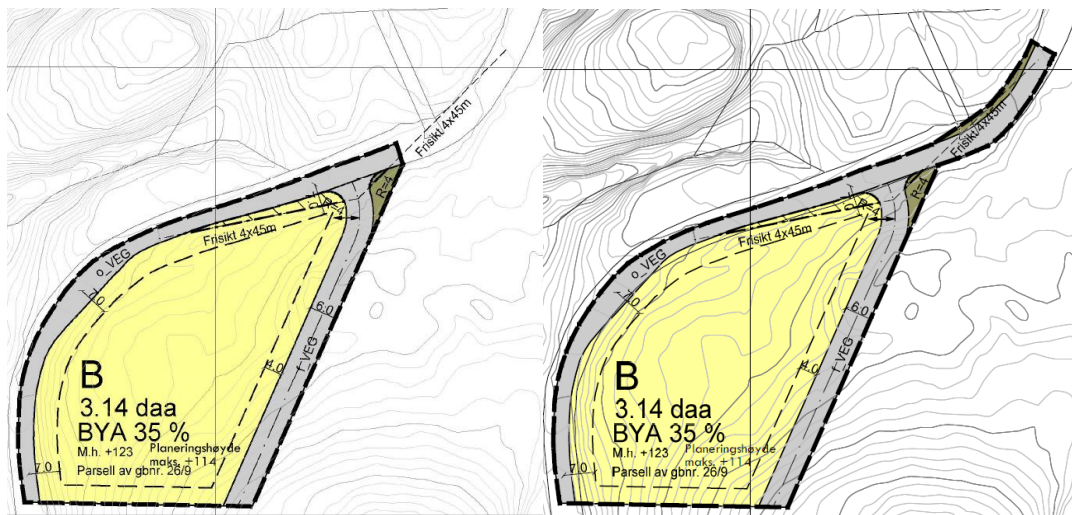 Frisikt 4x45m
R=4
R=4
Frisikt 4x45m
o_VEG
7.0
6.0
f_VEG
4.0
B
3.14 daa
BYA 35 %
M.h. +123 Planeringshøyde
maks. +114
7.0 Parsell av gbnr. 26/9
Frisikt 4x45m
R=4
R=4
Frisikt 4x45m
o_VEG
7.0
6.0
f_VEG
4.0
B
3.14 daa
BYA 35 %
M.h. +123 Planeringshøyde
maks. +114
7.0 Parsell av gbnr. 26/9